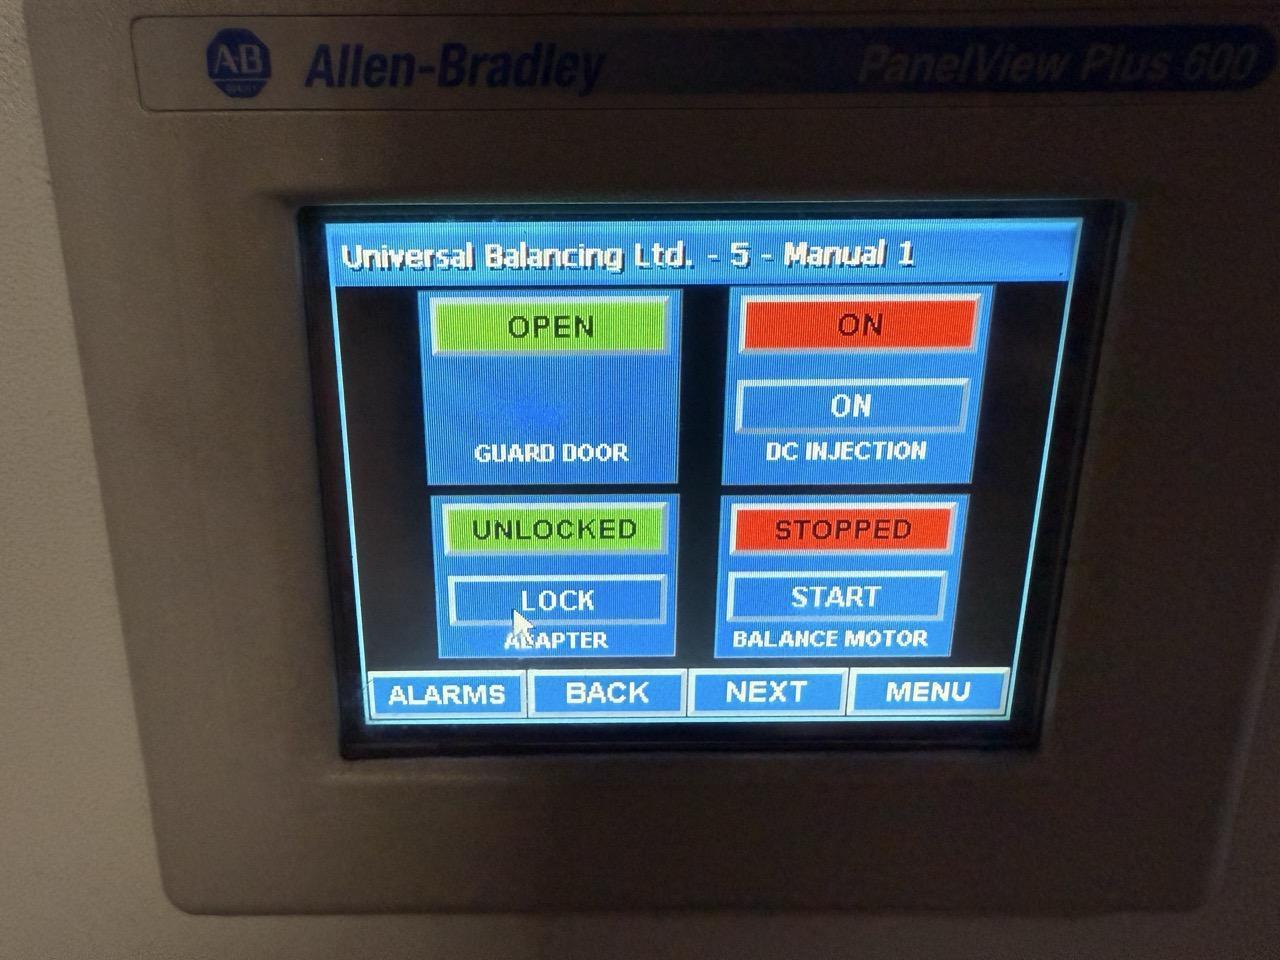 AB
Allen-Bradley
PanelView Plus 600
Universal Balancing Ltd. - 5 - Manual 1
OPEN
GUARD DOOR
ON
ON
DC INJECTION
UNLOCKED
LOCK
ADAPTER
STOPPED
START
BALANCE MOTOR
ALARMS
BACK
NEXT
MENU